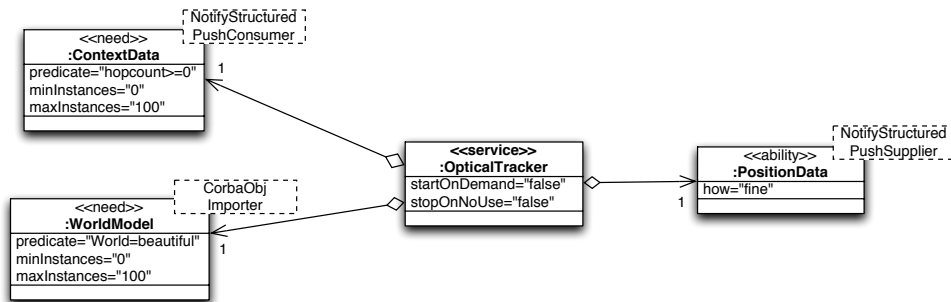 NotifyStructured
PushConsumer
<<need>>
:ContextData
predicate="hopcount>=0"
minInstances="0"
maxInstances="100"
1
<<service>>
:OpticalTracker
startOnDemand="false"
stopOnNoUse="false"
NotifyStructured
PushSupplier
<<ability>>
:PositionData
how="fine"
1
CorbaObj
Importer
<<need>>
:WorldModel
predicate="World=beautiful"
minInstances="0"
maxInstances="100"
1